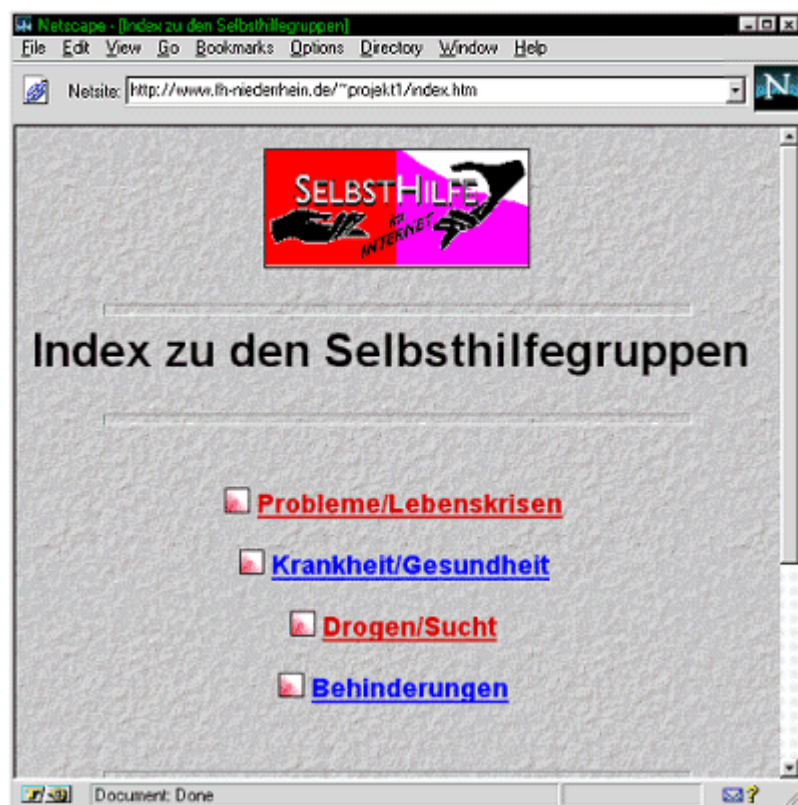 Netscape - [Index zu den Selbsthilfegruppen]
File Edit View Go Bookmarks Options Directory Window Help
Netsite: http://www.fh-niederrhein.de/~projekt1/index.htm
N
SELBSTHILFE
IM
INTERNET
Index zu den Selbsthilfegruppen
Probleme/Lebenskrisen
Krankheit/Gesundheit
Drogen/Sucht
Behinderungen
Document: Done